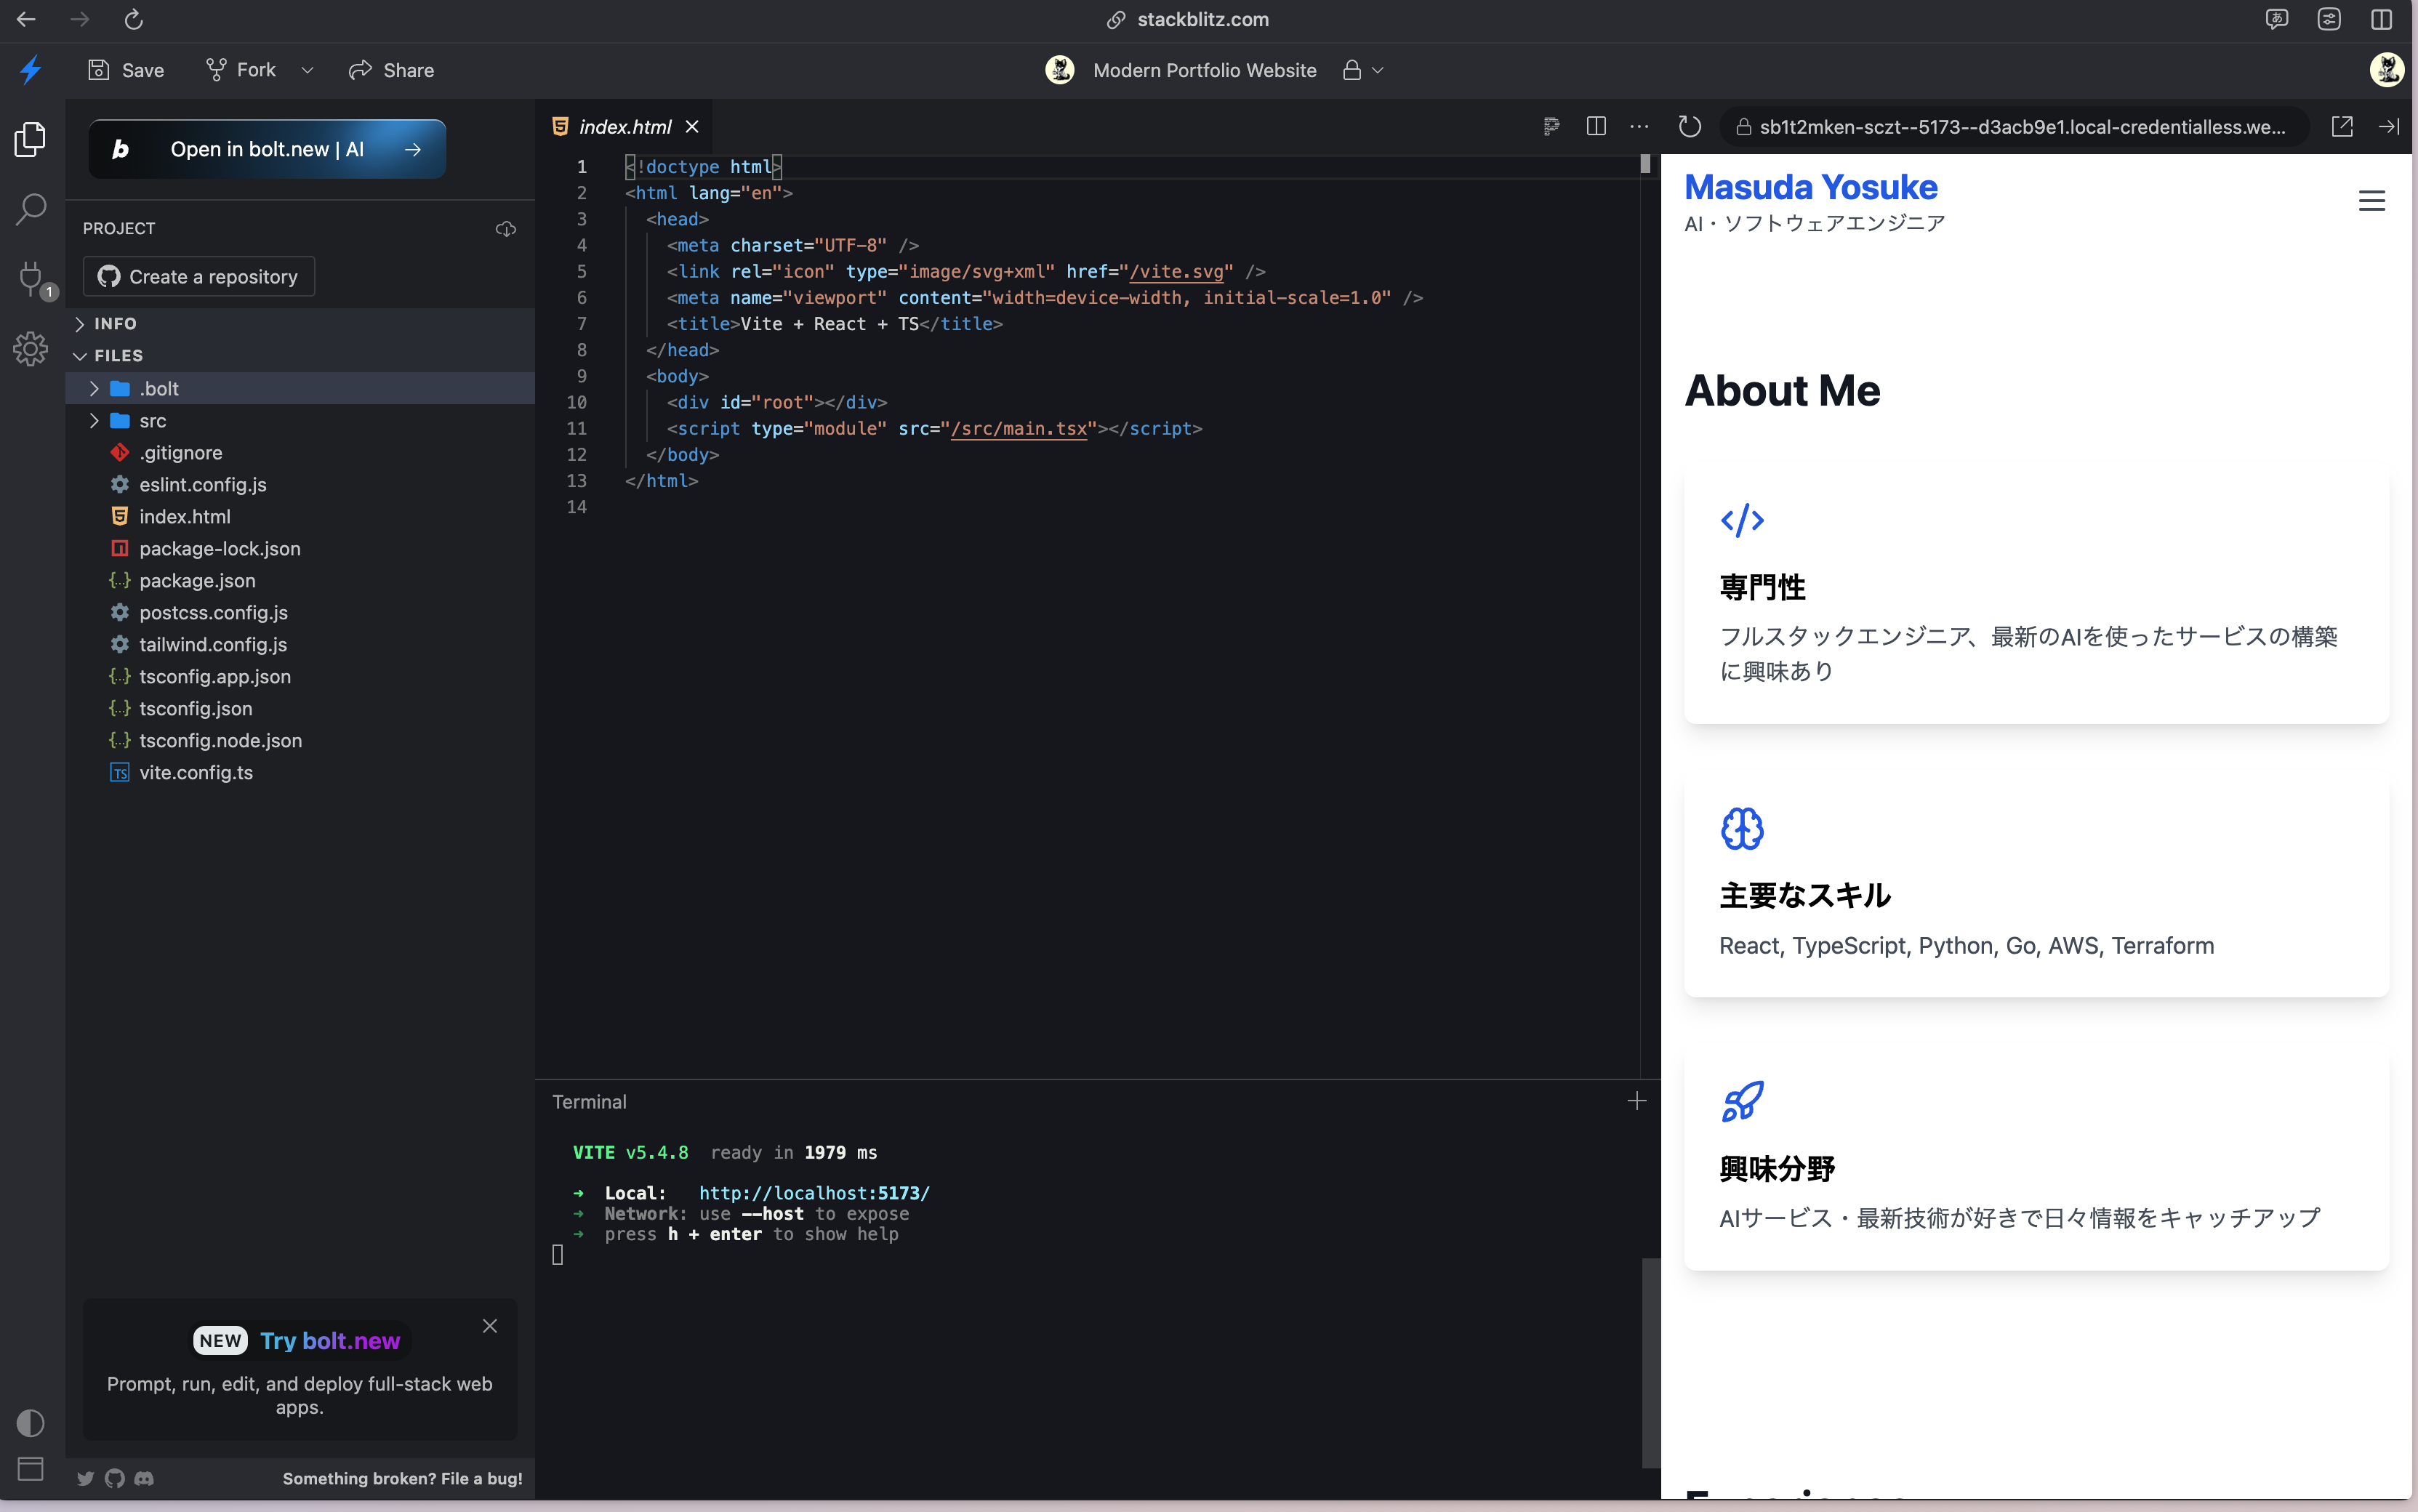 stackblitz.com
Save
Fork
Share
Modern Portfolio Website
Open in bolt.new | AI
PROJECT
Create a repository
1
INFO
FILES
.bolt
src
.gitignore
eslint.config.js
index.html
package-lock.json
package.json
postcss.config.js
tailwind.config.js
tsconfig.app.json
tsconfig.json
tsconfig.node.json
vite.config.ts
NEW Try bolt.new
Prompt, run, edit, and deploy full-stack web
apps.
Something broken? File a bug!
index.html
1 <!doctype html>
2 <html lang="en">
3 <head>
4 <meta charset="UTF-8" />
5 <link rel="icon" type="image/svg+xml" href="/vite.svg" />
6 <meta name="viewport" content="width=device-width, initial-scale=1.0" />
7 <title>Vite + React + TS</title>
8 </head>
9 <body>
10 <div id="root"></div>
11 <script type="module" src="/src/main.tsx"></script>
12 </body>
13 </html>
14
Terminal
VITE v5.4.8 ready in 1979 ms
➜ Local: http://localhost:5173/
➜ Network: use --host to expose
➜ press h + enter to show help
sb1t2mken-sczt--5173--d3acb9e1.local-credentialless.we...
Masuda Yosuke
AI・ソフトウェアエンジニア
About Me
専門性
フルスタックエンジニア、最新のAIを使ったサービスの構築
に興味あり
主要なスキル
React, TypeScript, Python, Go, AWS, Terraform
興味分野
AIサービス・最新技術が好きで日々情報をキャッチアップ